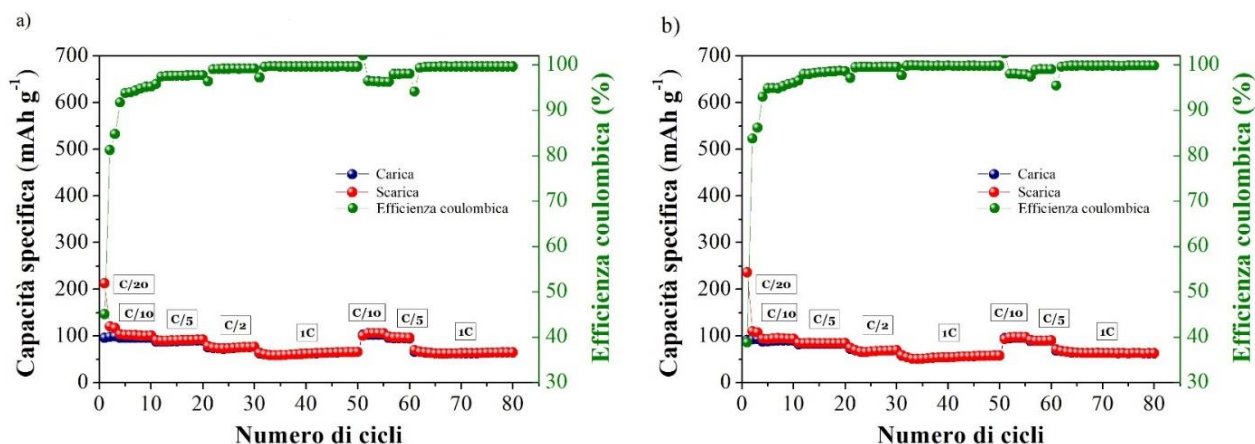 a)
Capacità specifica (mAh g⁻¹)
700
600
500
400
300
200
100
0
Carica
Scarica
Efficienza coulombica
C/20
C/10
C/5
C/2
1C
C/10
C/5
1C
100
90
80
70
60
50
40
30
Efficienza coulombica (%)
0 10 20 30 40 50 60 70 80
Numero di cicli
b)
Capacità specifica (mAh g⁻¹)
700
600
500
400
300
200
100
0
Carica
Scarica
Efficienza coulombica
C/20
C/10
C/5
C/2
1C
C/10
C/5
1C
100
90
80
70
60
50
40
30
Efficienza coulombica (%)
0 10 20 30 40 50 60 70 80
Numero di cicli